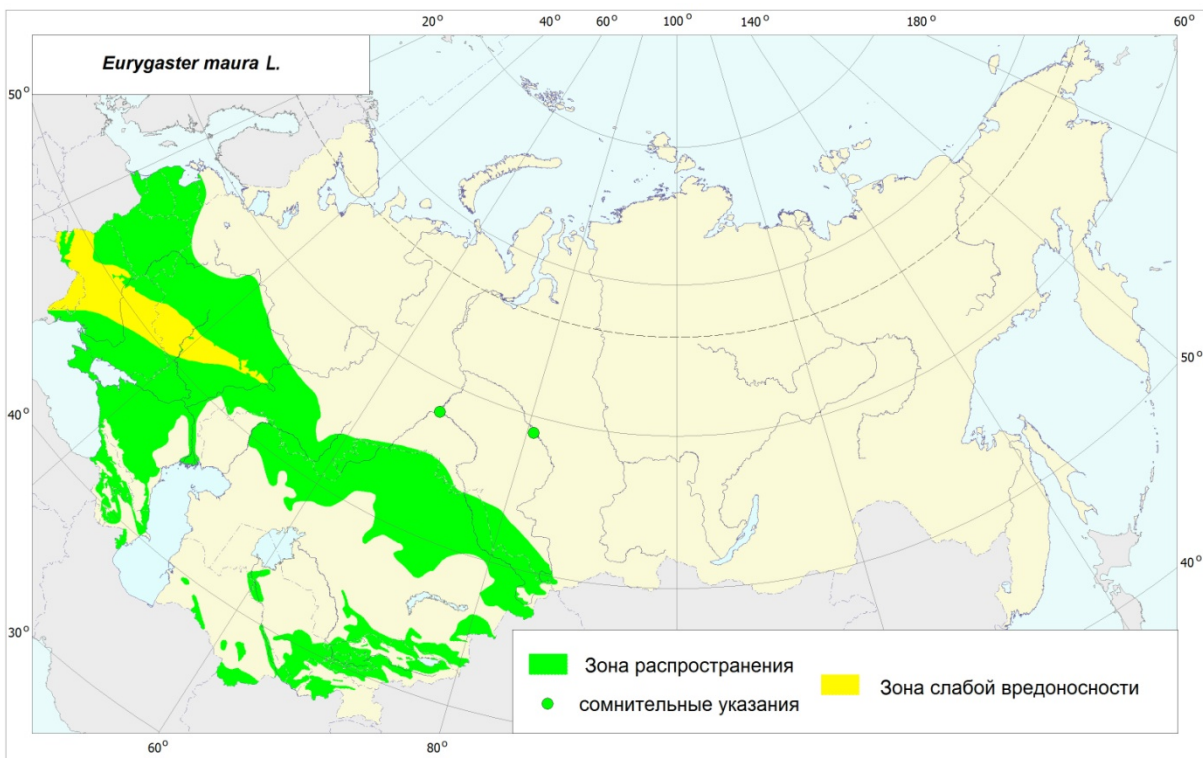 20° 40° 60° 100° 140° 180° 60°
Eurygaster maura L.
50°
50°
40°
40°
30°
Зона распространения
Зона слабой вредоносности
сомнительные указания
60° 80°